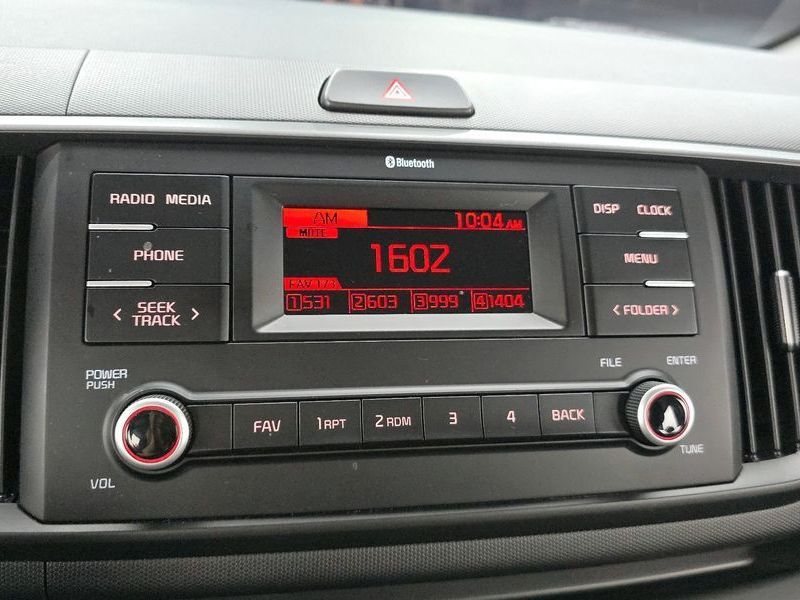 Bluetooth
RADIO MEDIA
AM 10:04 AM
MUTE
DISP CLOCK
PHONE
1602
MENU
FAV 1/3
< SEEK TRACK >
1 531 2 603 3 999 4 1404
< FOLDER >
POWER
PUSH
FILE ENTER
FAV 1 RPT 2 RDM 3 4 BACK
VOL
TUNE